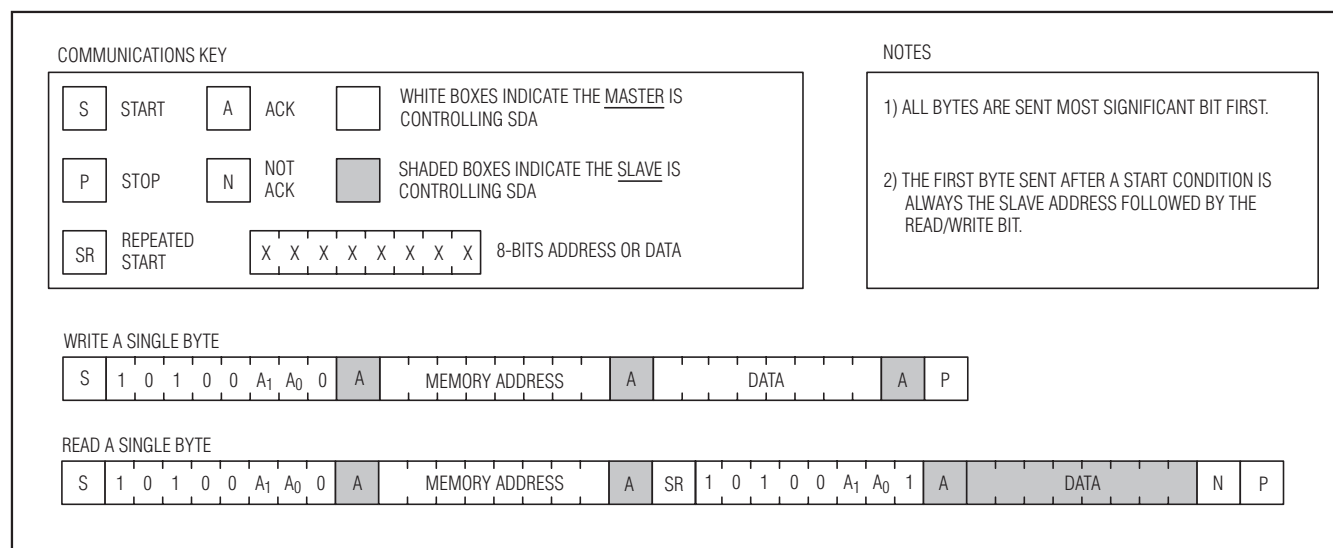 COMMUNICATIONS KEY
S START A ACK WHITE BOXES INDICATE THE MASTER IS
CONTROLLING SDA
P STOP N NOT
ACK SHADED BOXES INDICATE THE SLAVE IS
CONTROLLING SDA
SR REPEATED
START X X X X X X X X 8-BITS ADDRESS OR DATA
NOTES
1) ALL BYTES ARE SENT MOST SIGNIFICANT BIT FIRST.
2) THE FIRST BYTE SENT AFTER A START CONDITION IS
ALWAYS THE SLAVE ADDRESS FOLLOWED BY THE
READ/WRITE BIT.
WRITE A SINGLE BYTE
S 1 0 1 0 0 A1 A0 0 A MEMORY ADDRESS A DATA A P
READ A SINGLE BYTE
S 1 0 1 0 0 A1 A0 0 A MEMORY ADDRESS A SR 1 0 1 0 0 A1 A0 1 A DATA N P